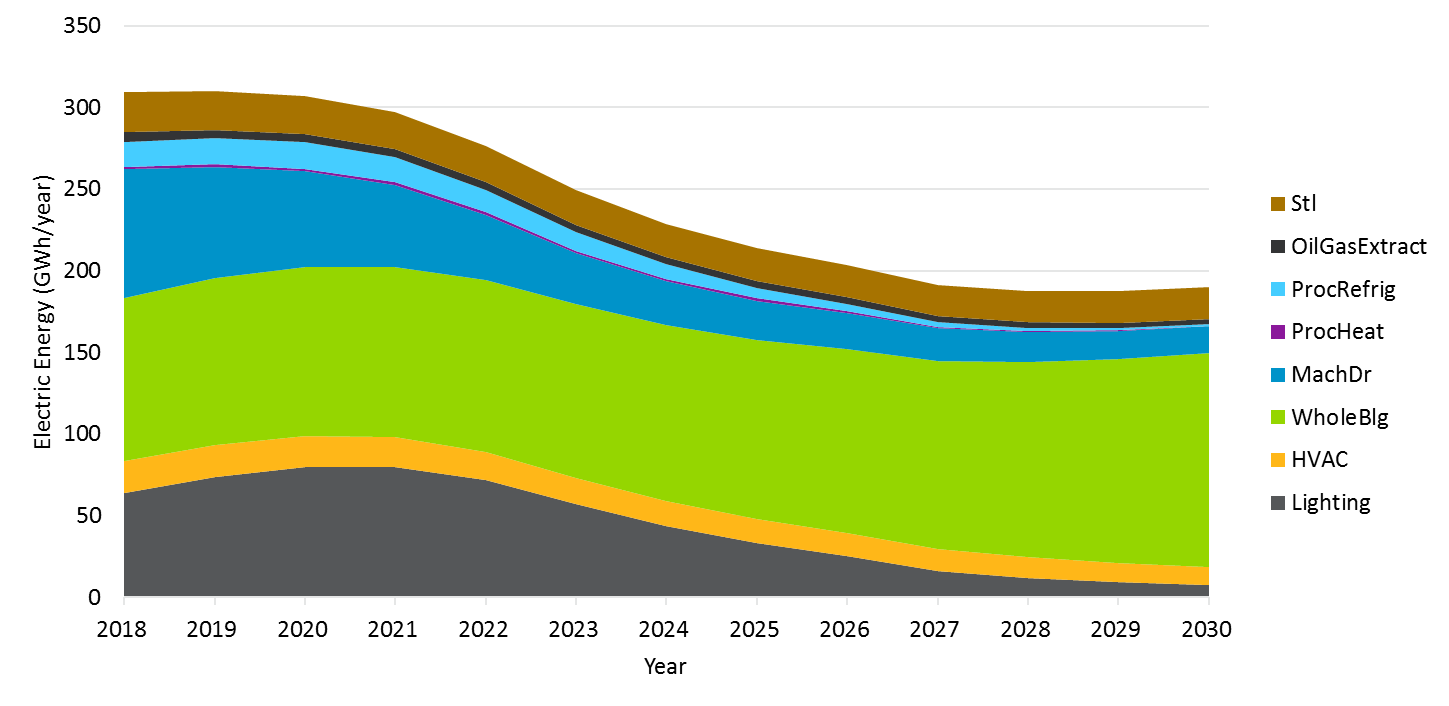 350
300
250
200
150
100
50
0
Electric Energy (GWh/year)
2018 2019 2020 2021 2022 2023 2024 2025 2026 2027 2028 2029 2030
Year
Stl
OilGasExtract
ProcRefrig
ProcHeat
MachDr
WholeBlg
HVAC
Lighting